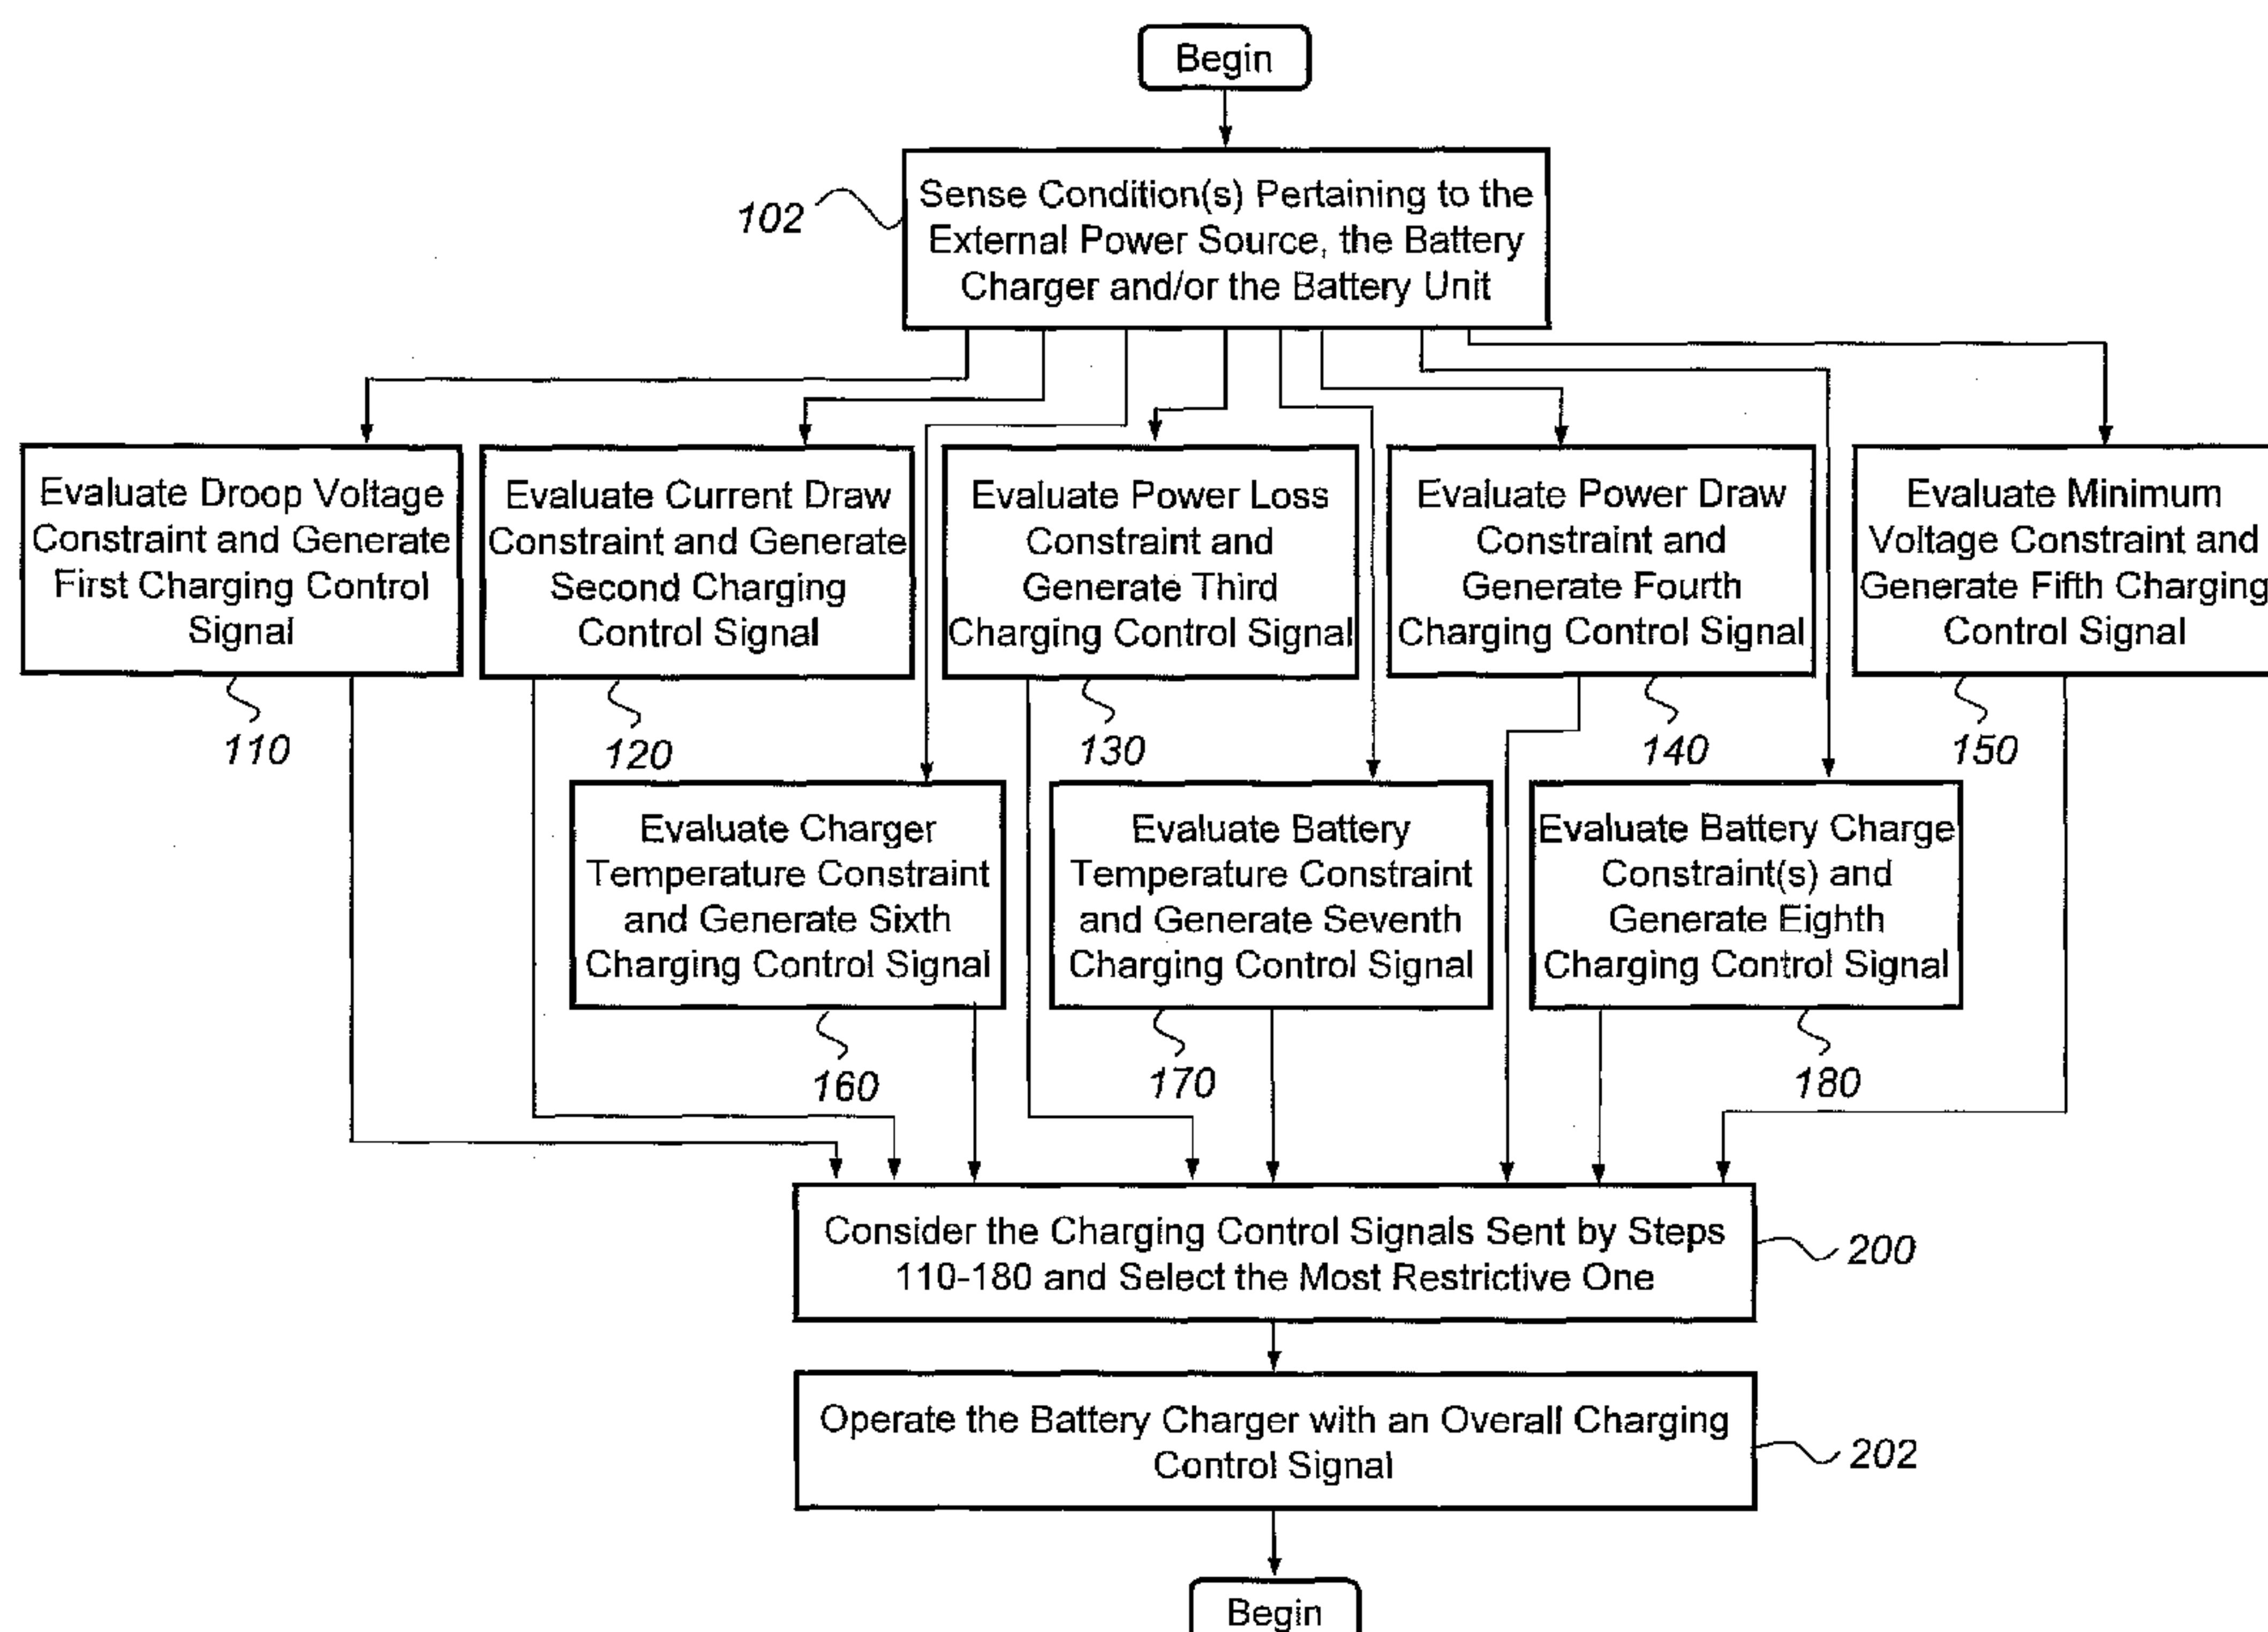 Begin
102
Sense Condition(s) Pertaining to the
External Power Source, the Battery
Charger and/or the Battery Unit
Evaluate Droop Voltage
Constraint and Generate
First Charging Control
Signal
110
Evaluate Current Draw
Constraint and Generate
Second Charging
Control Signal
120
Evaluate Power Loss
Constraint and
Generate Third
Charging Control Signal
130
Evaluate Power Draw
Constraint and
Generate Fourth
Charging Control Signal
140
Evaluate Minimum
Voltage Constraint and
Generate Fifth Charging
Control Signal
150
Evaluate Charger
Temperature Constraint
and Generate Sixth
Charging Control Signal
160
Evaluate Battery
Temperature Constraint
and Generate Seventh
Charging Control Signal
170
Evaluate Battery Charge
Constraint(s) and
Generate Eighth
Charging Control Signal
180
Consider the Charging Control Signals Sent by Steps
110-180 and Select the Most Restrictive One
200
Operate the Battery Charger with an Overall Charging
Control Signal
202
Begin